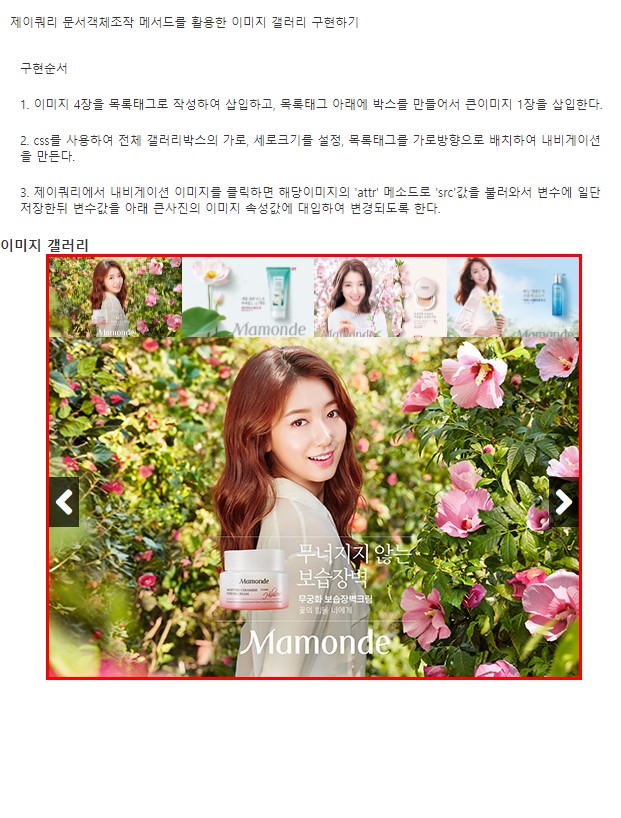 제이쿼리 문서객체조작 메서드를 활용한 이미지 갤러리 구현하기
구현순서
1. 이미지 4장을 목록태그로 작성하여 삽입하고, 목록태그 아래에 박스를 만들어서 큰이미지 1장을 삽입한다.
2. css를 사용하여 전체 갤러리박스의 가로, 세로크기를 설정, 목록태그를 가로방향으로 배치하여 내비게이션
을 만든다.
3. 제이쿼리에서 내비게이션 이미지를 클릭하면 해당이미지의 'attr' 메소드로 'src'값을 불러와서 변수에 일단
저장한뒤 변수값을 아래 큰사진의 이미지 속성값에 대입하여 변경되도록 한다.
이미지 갤러리
Mamonde
Mamonde
Mamonde
Mamonde
무너지지 않는
보습장벽
Mamonde
무궁화 보습장벽크림
꽃의 힘을 너에게
Mamonde